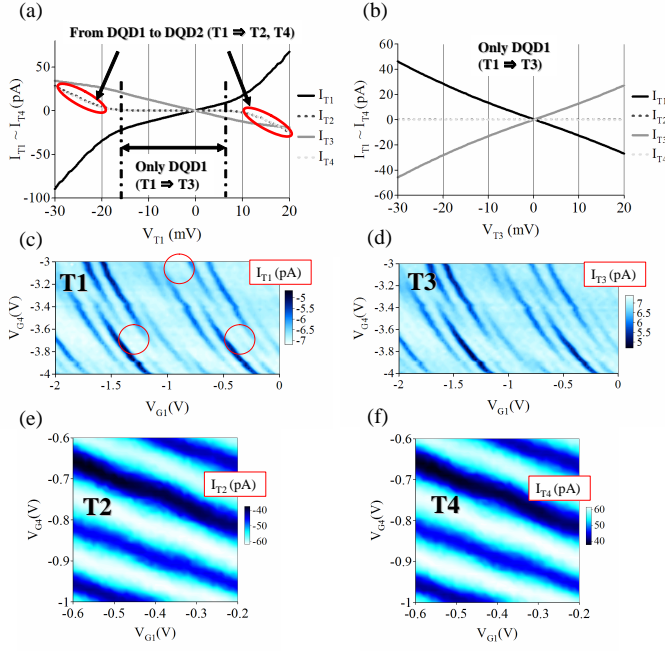 (a)
From DQD1 to DQD2 (T1 ⇒ T2, T4)
100
50
0
-50
-100
I_T1 ~ I_T4 (pA)
-30
-20
-10
0
10
20
V_T1 (mV)
Only DQD1
(T1 ⇒ T3)
I_T1
I_T2
I_T3
I_T4
(b)
Only DQD1
(T1 ⇒ T3)
60
40
20
0
-20
-40
-60
I_T1 ~ I_T4 (pA)
-30
-20
-10
0
10
20
V_T3 (mV)
I_T1
I_T2
I_T3
I_T4
(c)
T1
I_T1 (pA)
-5
-5.5
-6
-6.5
-7
-3
-3.2
-3.4
-3.6
-3.8
-4
V_G4(V)
-2
-1.5
-1
-0.5
0
V_G1(V)
(d)
T3
I_T3 (pA)
7
6.5
6
5.5
5
-3
-3.2
-3.4
-3.6
-3.8
-4
V_G4(V)
-2
-1.5
-1
-0.5
0
V_G1(V)
(e)
T2
I_T2 (pA)
-40
-50
-60
-0.6
-0.7
-0.8
-0.9
-1
V_G4(V)
-0.6
-0.5
-0.4
-0.3
-0.2
V_G1(V)
(f)
T4
I_T4 (pA)
60
50
40
-0.6
-0.7
-0.8
-0.9
-1
V_G4(V)
-0.6
-0.5
-0.4
-0.3
-0.2
V_G1(V)